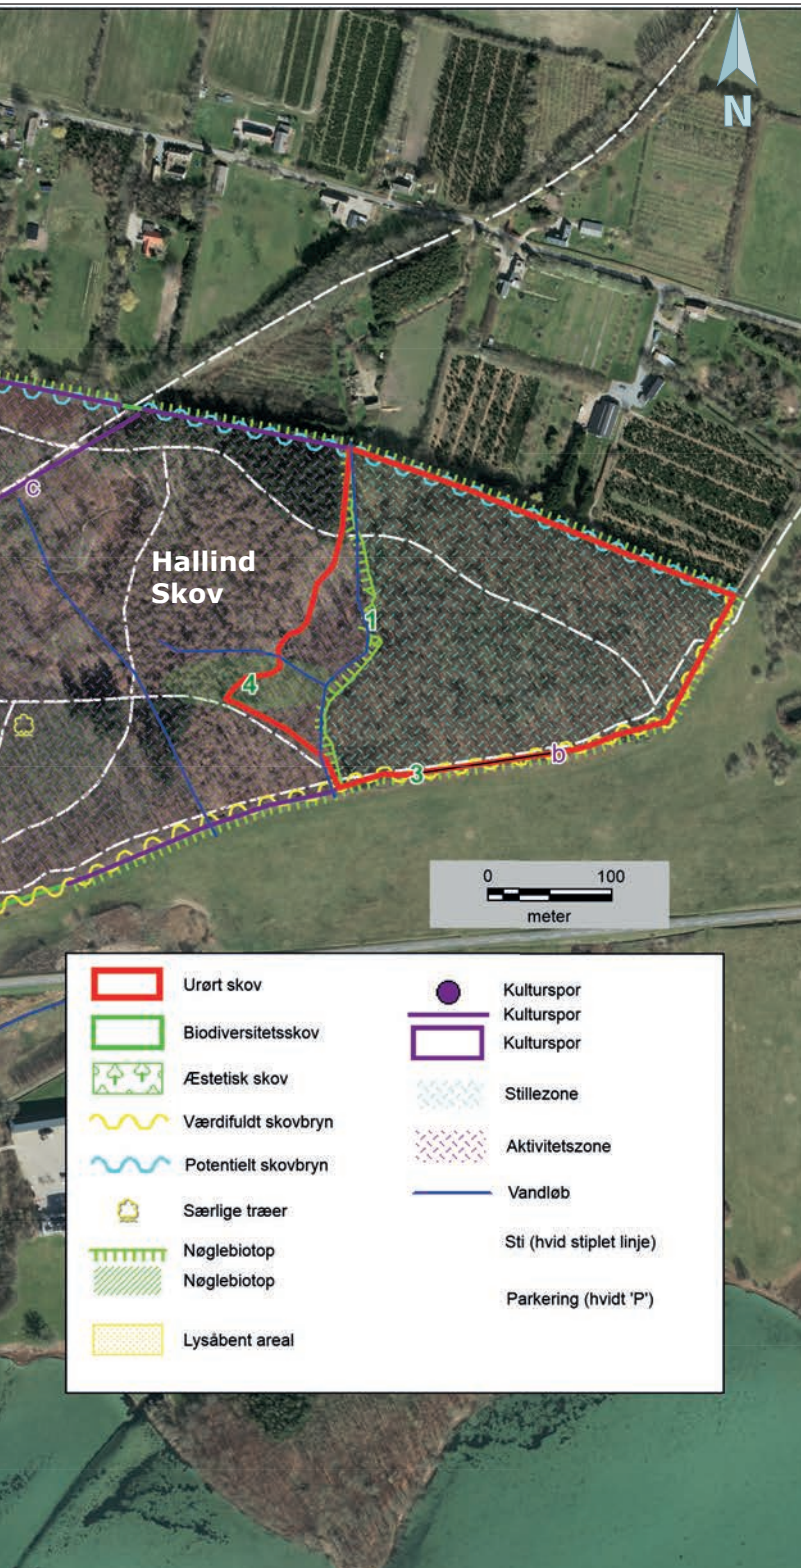 N
c
Hallind
Skov
1
4
b
3
0 100
meter
Urørt skov
Biodiversitetsskov
Æstetisk skov
Værdifuldt skovbryn
Potentielt skovbryn
Særlige træer
Nøglebiotop
Nøglebiotop
Lysåbent areal
Kulturspor
Kulturspor
Kulturspor
Stillezone
Aktivitetszone
Vandløb
Sti (hvid stiplet linje)
Parkering (hvidt 'P')